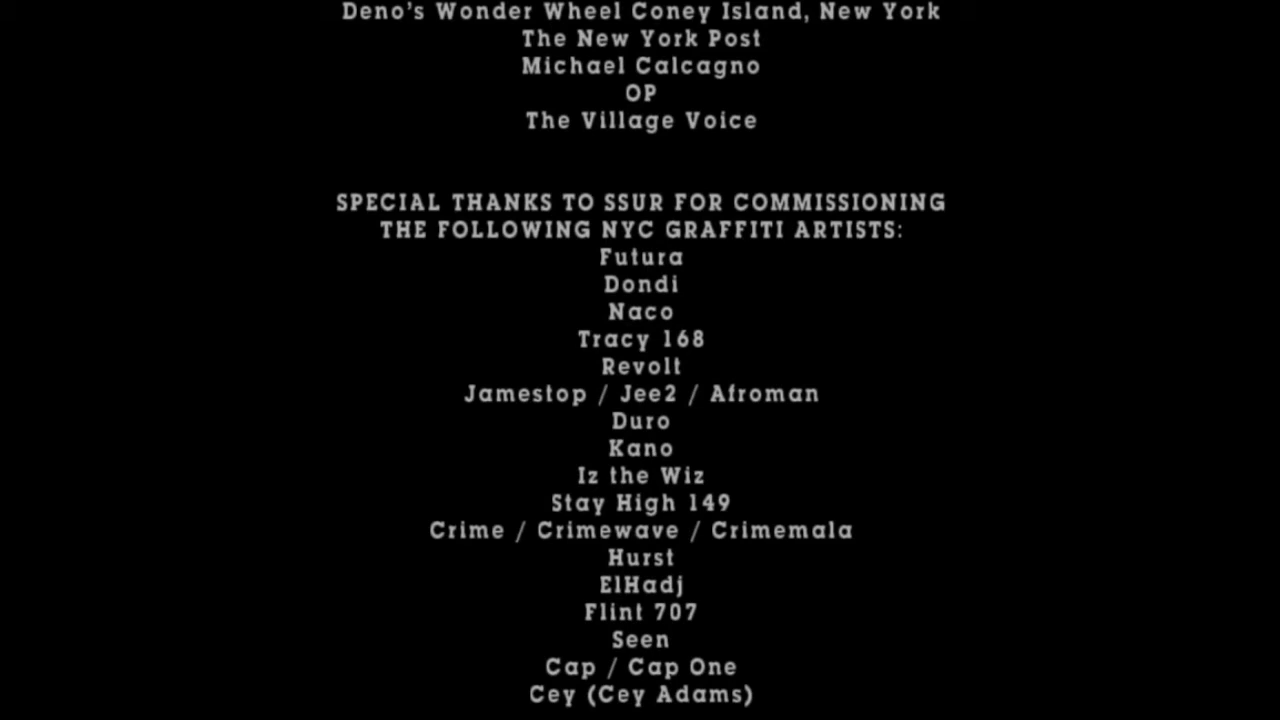 Deno's Wonder Wheel Coney Island, New York
The New York Post
Michael Calcagno
OP
The Village Voice
SPECIAL THANKS TO SSUR FOR COMMISSIONING
THE FOLLOWING NYC GRAFFITI ARTISTS:
Futura
Dondi
Naco
Tracy 168
Revolt
Jamestop / Jee2 / Afroman
Duro
Kano
Iz the Wiz
Stay High 149
Crime / Crimewave / Crimemala
Hurst
ElHadj
Flint 707
Seen
Cap / Cap One
Cey (Cey Adams)